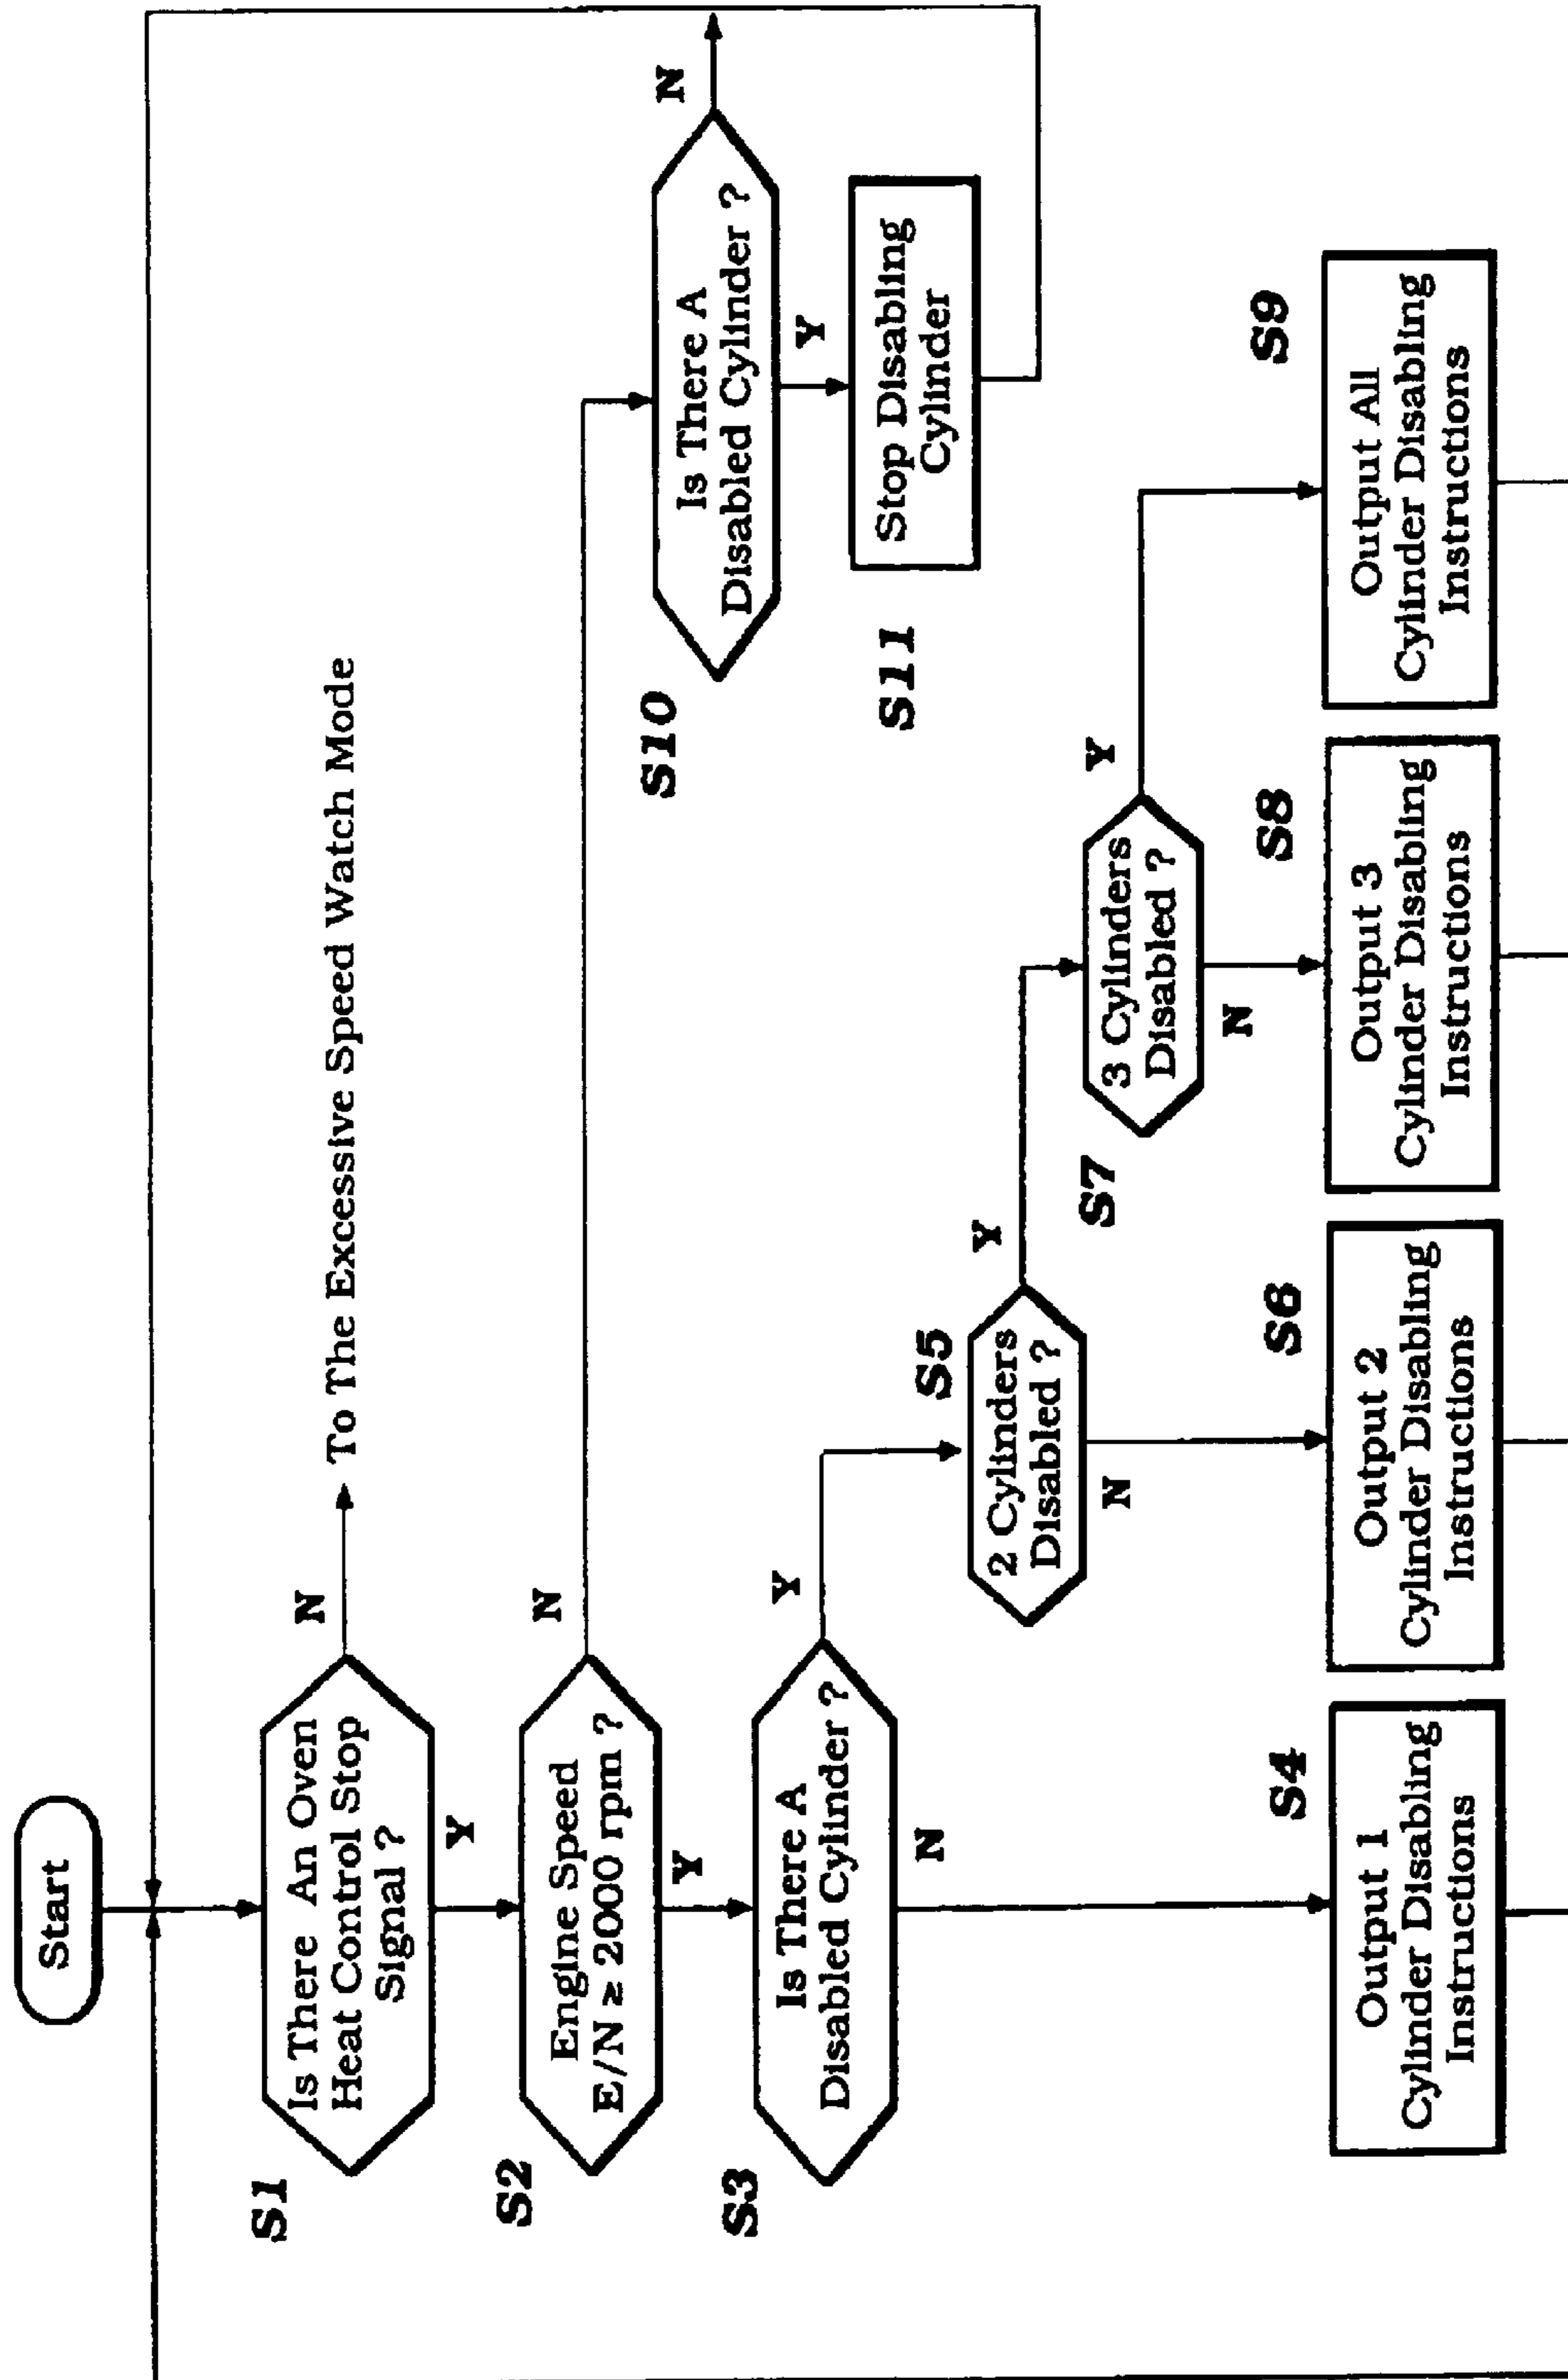 Start
S1
Is There An Oven
Heat Control Stop
Signal ?
N
To The Excessive Speed Watch Mode
Y
S2
Engine Speed
E/N ≥ 2000 rpm ?
N
Y
S3
Is There A
Disabled Cylinder ?
Y
N
S4
Output 1
Cylinder Disabling
Instructions
S5
2 Cylinders
Disabled ?
Y
N
S6
Output 2
Cylinder Disabling
Instructions
S7
3 Cylinders
Disabled ?
Y
N
S8
Output 3
Cylinder Disabling
Instructions
S9
Output All
Cylinder Disabling
Instructions
S10
Is There A
Disabled Cylinder ?
N
Y
S11
Stop Disabling
Cylinder